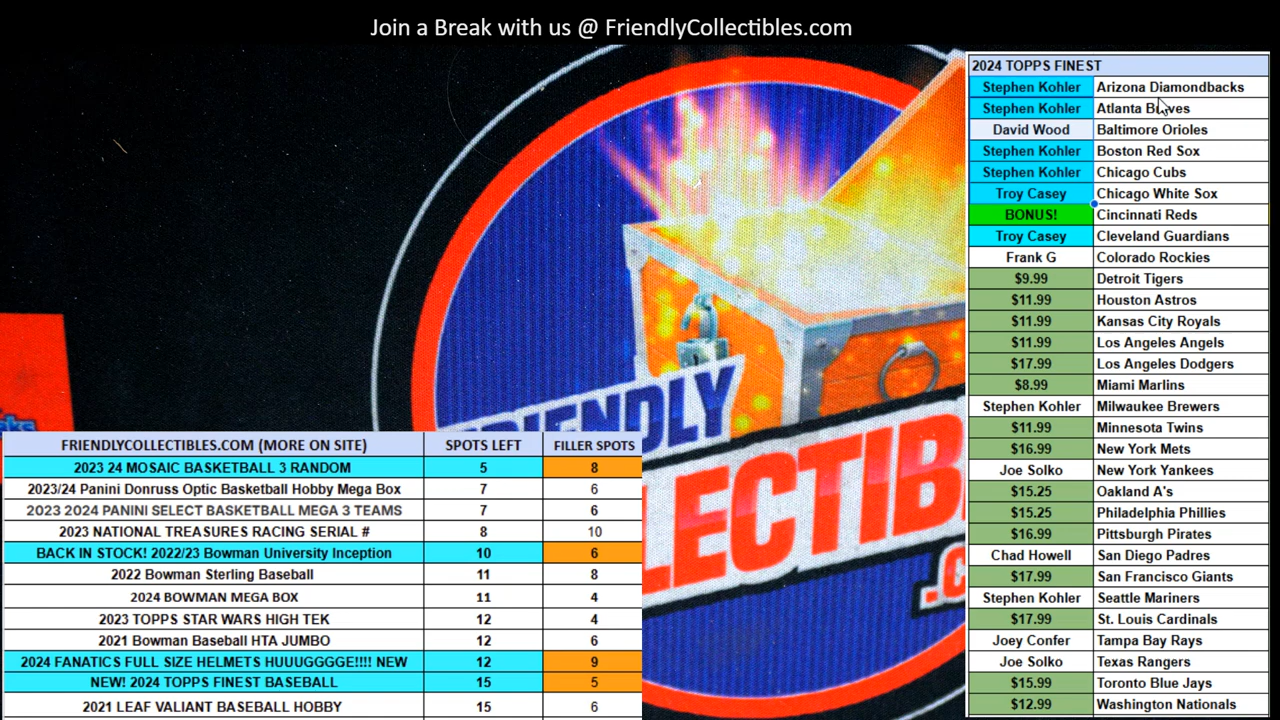 Join a Break with us @ FriendlyCollectibles.com
2024 TOPPS FINEST
Stephen Kohler Arizona Diamondbacks
Stephen Kohler Atlanta Braves
David Wood Baltimore Orioles
Stephen Kohler Boston Red Sox
Stephen Kohler Chicago Cubs
Troy Casey Chicago White Sox
BONUS! Cincinnati Reds
Troy Casey Cleveland Guardians
Frank G Colorado Rockies
$9.99 Detroit Tigers
$11.99 Houston Astros
$11.99 Kansas City Royals
$11.99 Los Angeles Angels
$17.99 Los Angeles Dodgers
$8.99 Miami Marlins
Stephen Kohler Milwaukee Brewers
$11.99 Minnesota Twins
$16.99 New York Mets
Joe Solko New York Yankees
$15.25 Oakland A's
$15.25 Philadelphia Phillies
$16.99 Pittsburgh Pirates
Chad Howell San Diego Padres
$17.99 San Francisco Giants
Stephen Kohler Seattle Mariners
$17.99 St. Louis Cardinals
Joey Confer Tampa Bay Rays
Joe Solko Texas Rangers
$15.99 Toronto Blue Jays
$12.99 Washington Nationals
FRIENDLY
LECTIB
.C
FRIENDLYCOLLECTIBLES.COM (MORE ON SITE) SPOTS LEFT FILLER SPOTS
2023 24 MOSAIC BASKETBALL 3 RANDOM 5 8
2023/24 Panini Donruss Optic Basketball Hobby Mega Box 7 6
2023 2024 PANINI SELECT BASKETBALL MEGA 3 TEAMS 7 6
2023 NATIONAL TREASURES RACING SERIAL # 8 10
BACK IN STOCK! 2022/23 Bowman University Inception 10 6
2022 Bowman Sterling Baseball 11 8
2024 BOWMAN MEGA BOX 11 4
2023 TOPPS STAR WARS HIGH TEK 12 4
2021 Bowman Baseball HTA JUMBO 12 6
2024 FANATICS FULL SIZE HELMETS HUUUGGGGE!!!! NEW 12 9
NEW! 2024 TOPPS FINEST BASEBALL 15 5
2021 LEAF VALIANT BASEBALL HOBBY 15 6